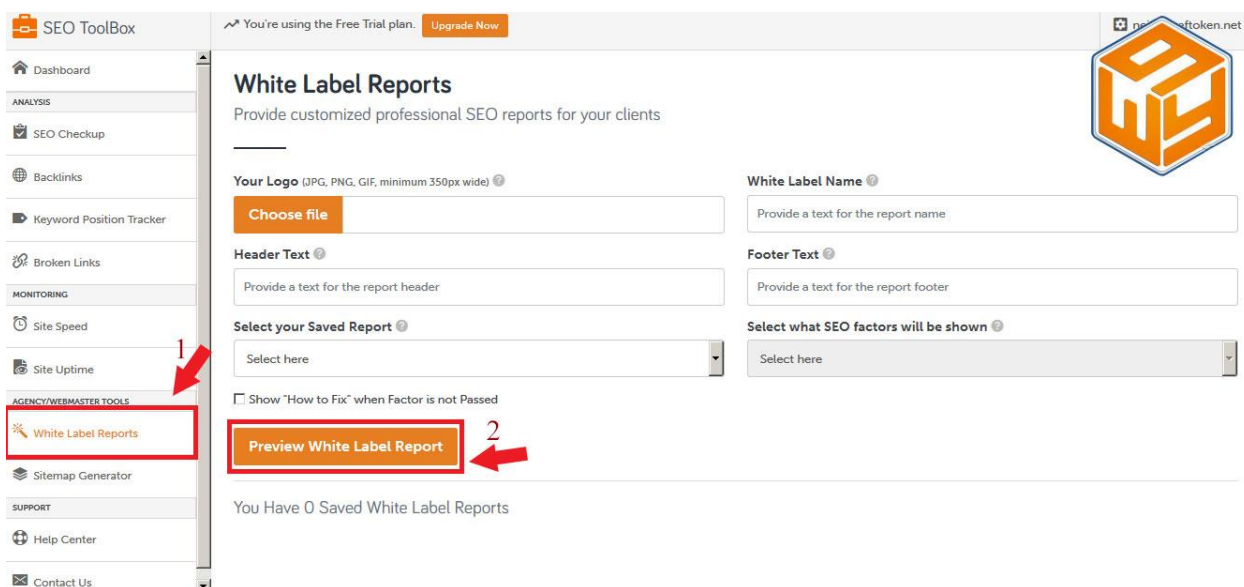 SEO ToolBox
You're using the Free Trial plan. Upgrade Now
Dashboard
ANALYSIS
SEO Checkup
Backlinks
Keyword Position Tracker
Broken Links
MONITORING
Site Speed
1
Site Uptime
AGENCY/WEBMASTER TOOLS
White Label Reports
Sitemap Generator
SUPPORT
Help Center
Contact Us
White Label Reports
Provide customized professional SEO reports for your clients
Your Logo (JPG, PNG, GIF, minimum 350px wide)
Choose file
White Label Name
Provide a text for the report name
Header Text
Provide a text for the report header
Footer Text
Provide a text for the report footer
Select your Saved Report
Select here
Select what SEO factors will be shown
Select here
Show "How to Fix" when Factor is not Passed
Preview White Label Report
2
You Have 0 Saved White Label Reports